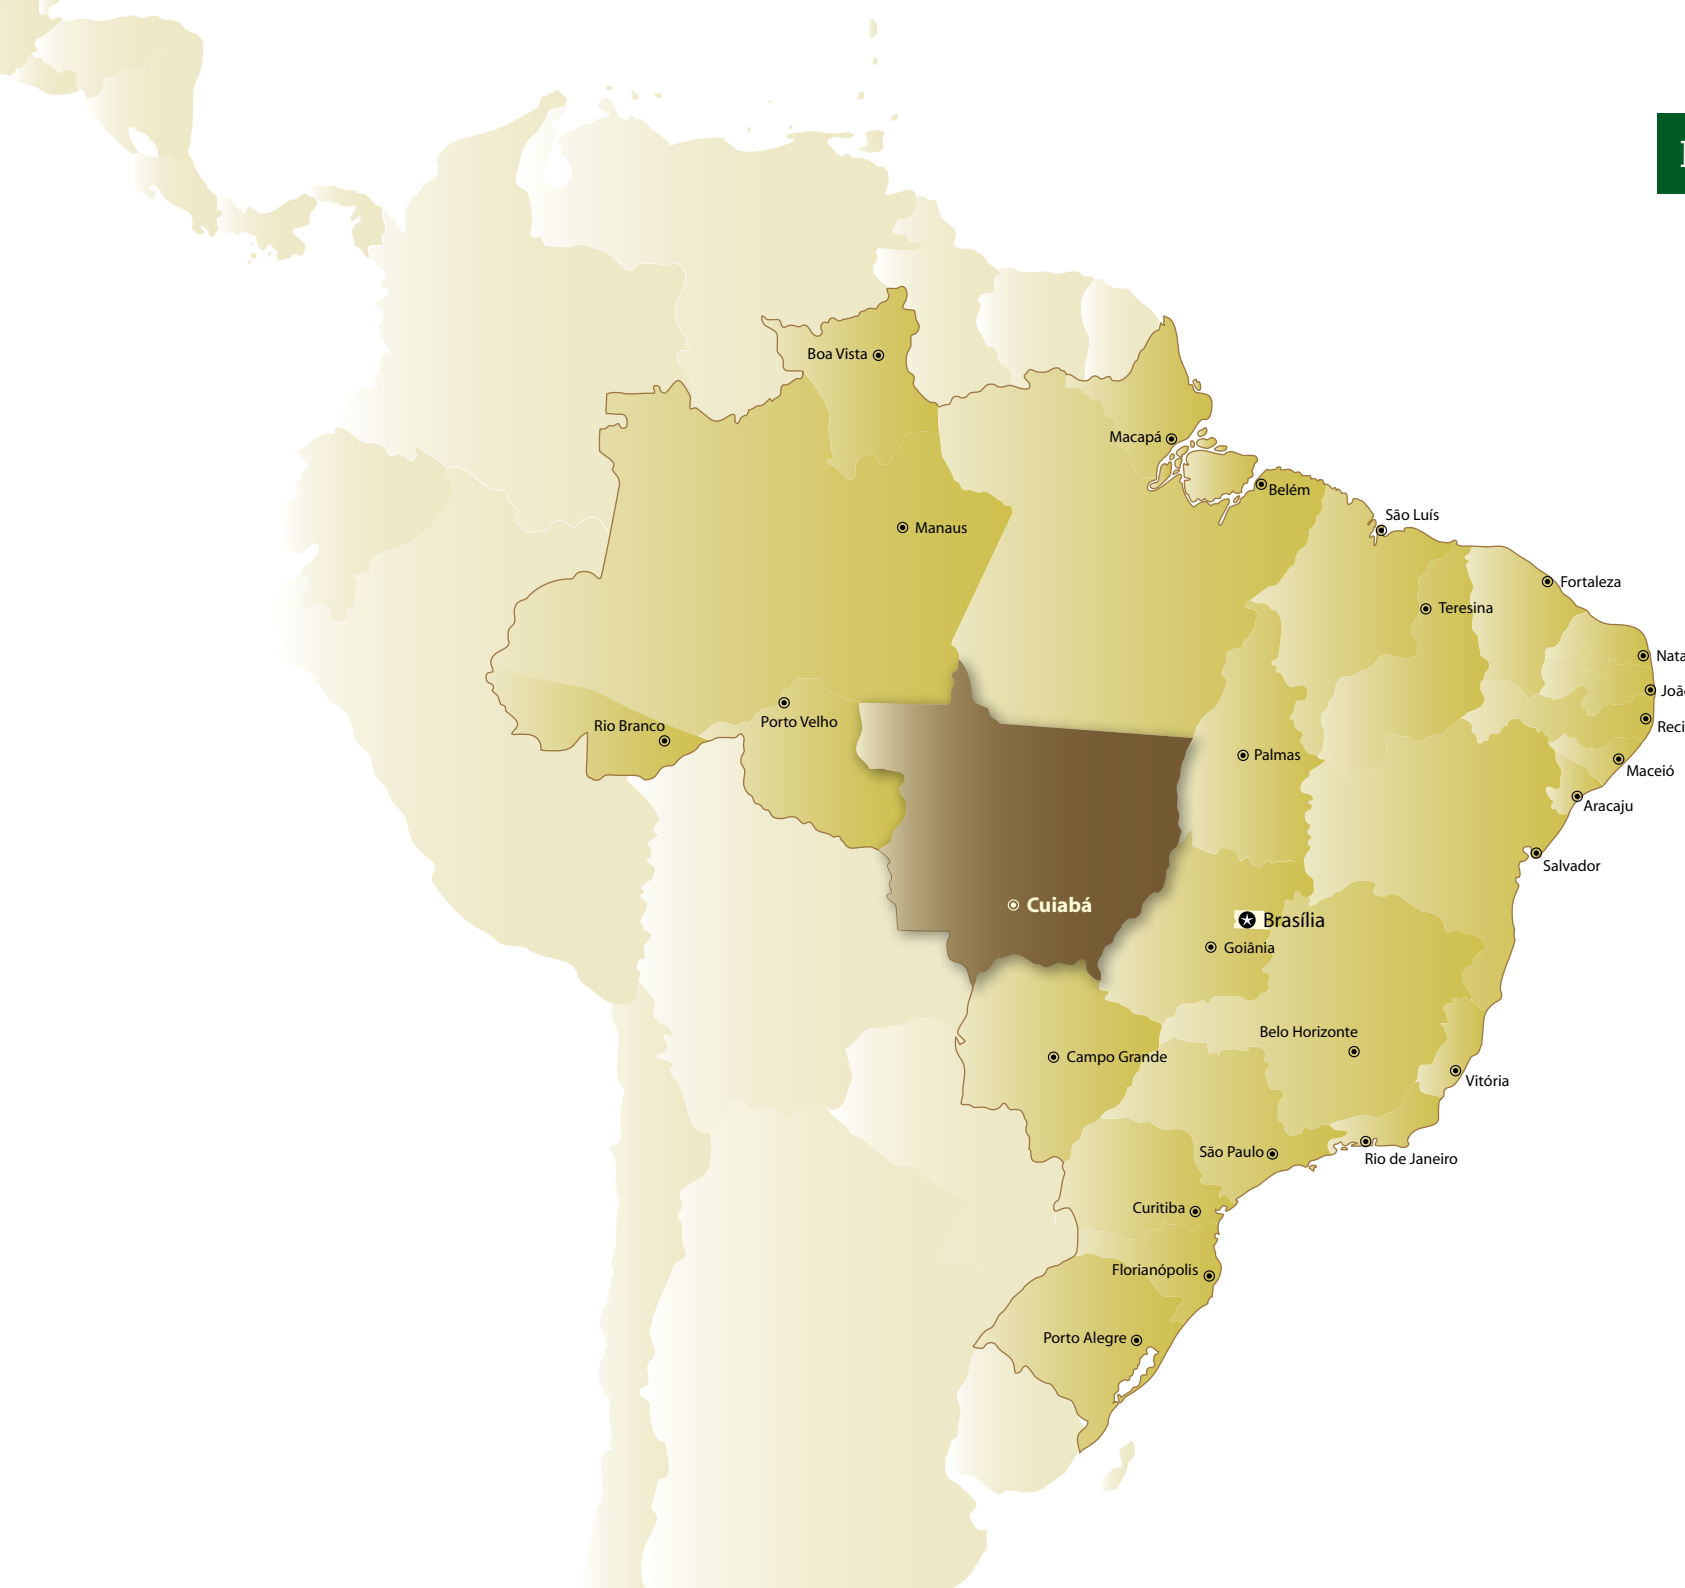 Boa Vista
Macapá
Belém
São Luís
Manaus
Fortaleza
Teresina
Rio Branco
Porto Velho
Palmas
Maceió
Aracaju
Salvador
Cuiabá
Brasília
Goiânia
Belo Horizonte
Campo Grande
Vitória
São Paulo
Rio de Janeiro
Curitiba
Florianópolis
Porto Alegre